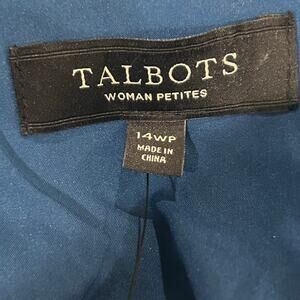 TALBOTS
WOMAN PETITES
14WP
MADE IN
CHINA